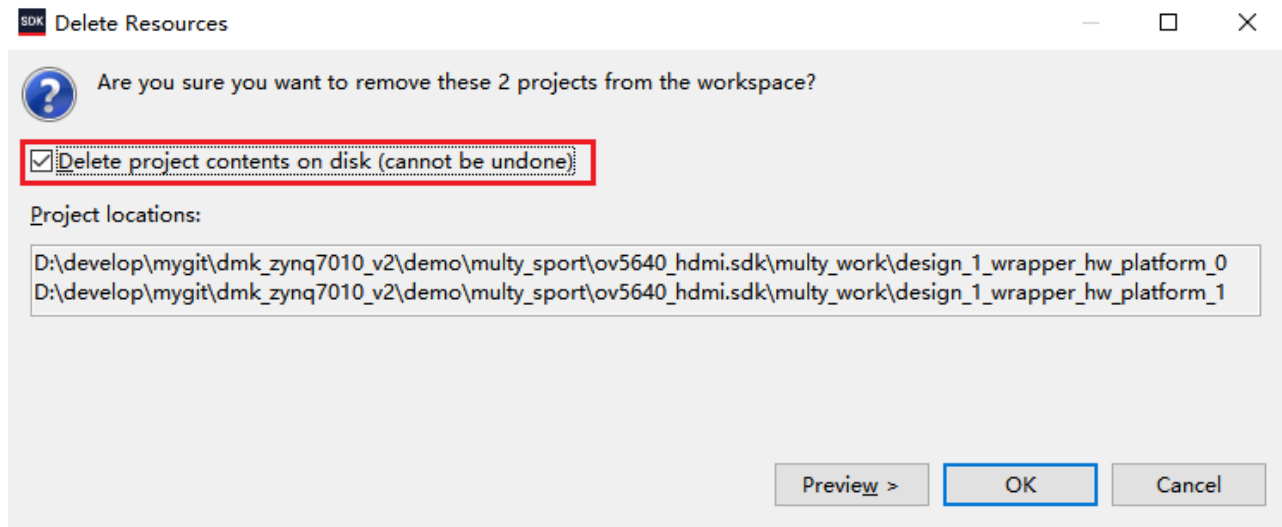 SDK Delete Resources
Are you sure you want to remove these 2 projects from the workspace?
Delete project contents on disk (cannot be undone)
Project locations:
D:\develop\mygit\dmk_zynq7010_v2\demo\multy_sport\ov5640_hdmi.sdk\multy_work\design_1_wrapper_hw_platform_0
D:\develop\mygit\dmk_zynq7010_v2\demo\multy_sport\ov5640_hdmi.sdk\multy_work\design_1_wrapper_hw_platform_1
Preview > OK Cancel